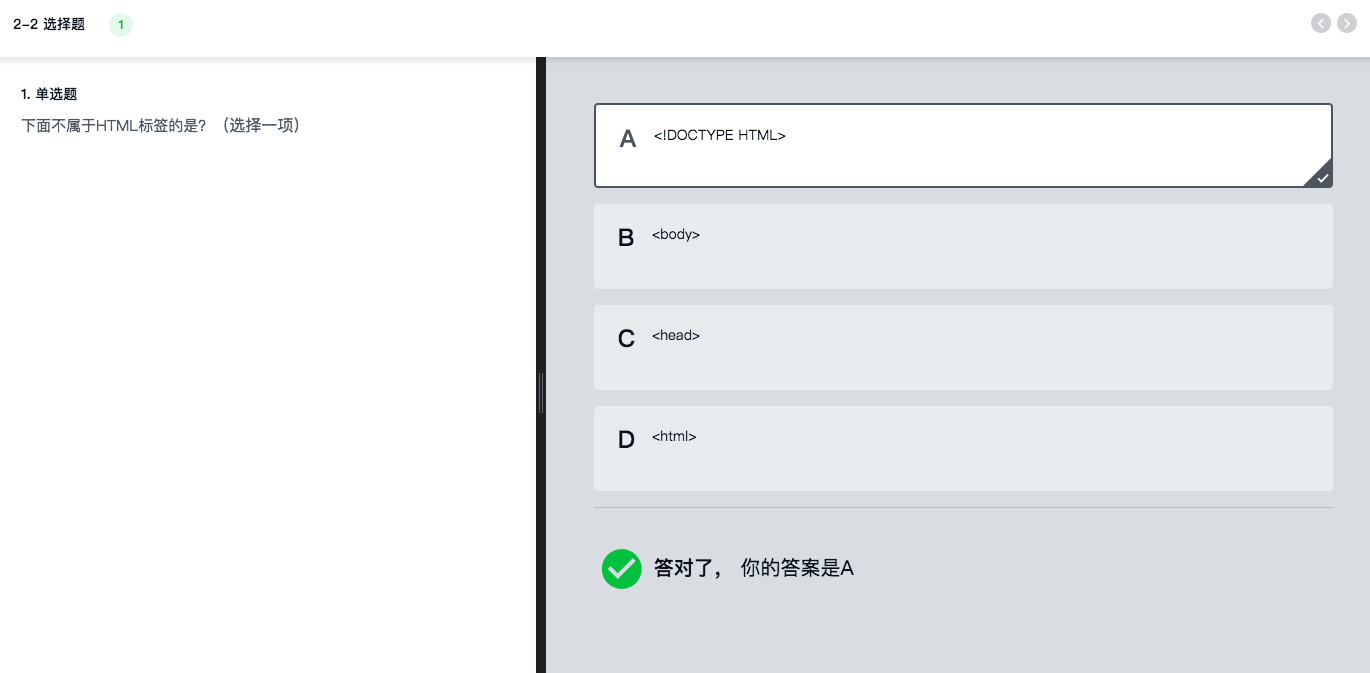 2-2 选择题 1
1. 单选题
下面不属于HTML标签的是？（选择一项）
A <!DOCTYPE HTML>
B <body>
C <head>
D <html>
答对了， 你的答案是A